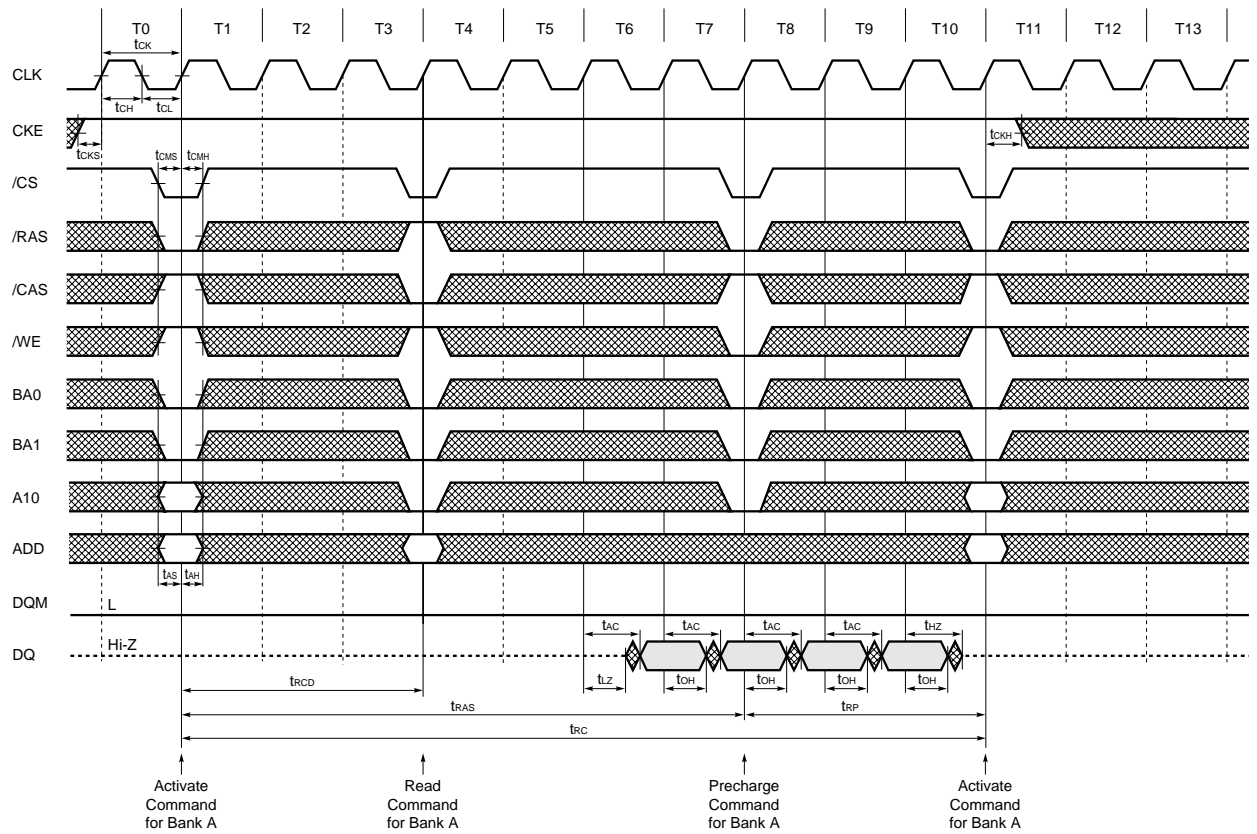 T0 T1 T2 T3 T4 T5 T6 T7 T8 T9 T10 T11 T12 T13
tCK
CLK
tCH tCL
CKE
tCKS tCKH
tCMS tCMH
/CS
/RAS
/CAS
/WE
BA0
BA1
A10
ADD
tAS tAH
DQM L
Hi-Z tAC tAC tAC tAC tHZ
DQ
tLZ tOH tOH tOH tOH
tRCD
tRAS tRP
tRC
Activate Command for Bank A
Read Command for Bank A
Precharge Command for Bank A
Activate Command for Bank A